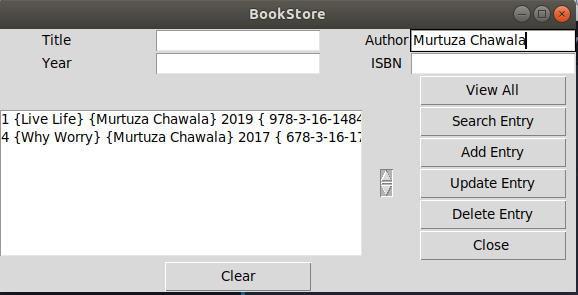 BookStore
Title
Author Murtuza Chawala
Year
ISBN
View All
1 {Live Life} {Murtuza Chawala} 2019 { 978-3-16-1484
Search Entry
4 {Why Worry} {Murtuza Chawala} 2017 { 678-3-16-17
Add Entry
Update Entry
Delete Entry
Close
Clear